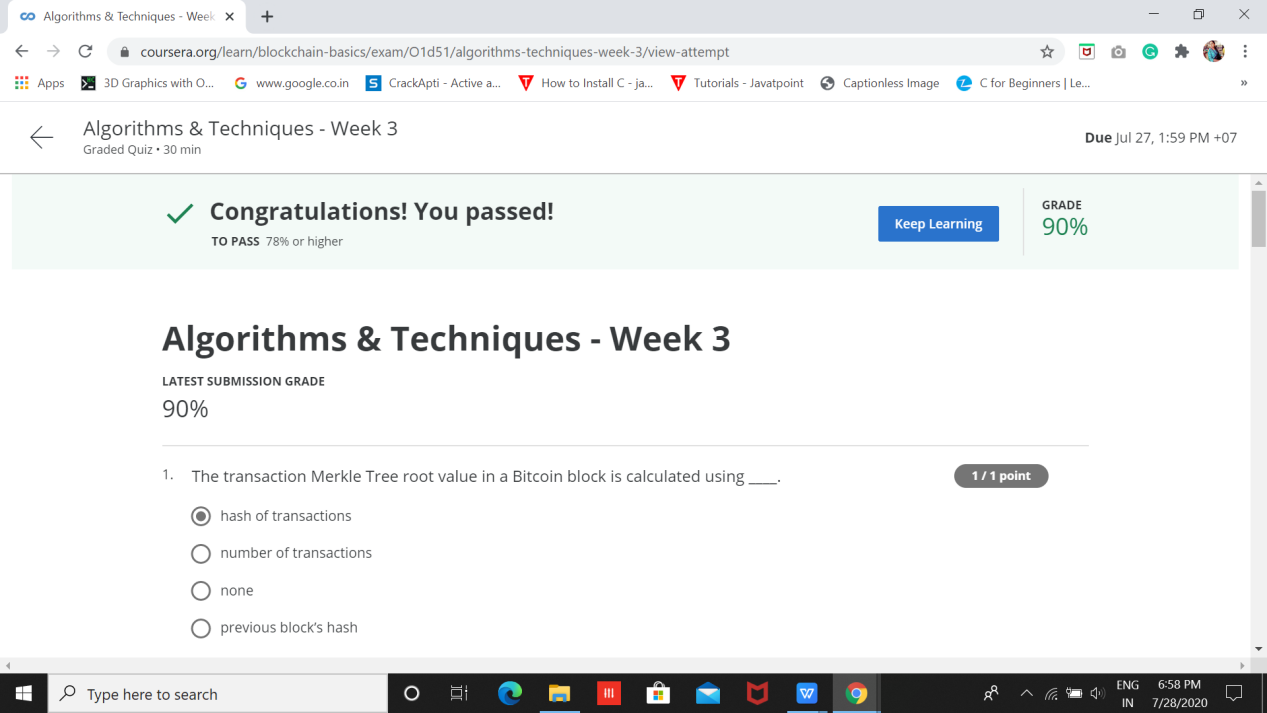 Algorithms & Techniques - Week
coursera.org/learn/blockchain-basics/exam/O1d51/algorithms-techniques-week-3/view-attempt
Apps 3D Graphics with O... www.google.co.in CrackApti - Active a... How to Install C - ja... Tutorials - Javatpoint Captionless Image C for Beginners | Le... »
Algorithms & Techniques - Week 3
Graded Quiz • 30 min
Due Jul 27, 1:59 PM +07
Congratulations! You passed!
TO PASS 78% or higher
Keep Learning
GRADE
90%
Algorithms & Techniques - Week 3
LATEST SUBMISSION GRADE
90%
1. The transaction Merkle Tree root value in a Bitcoin block is calculated using ____.
1 / 1 point
hash of transactions
number of transactions
none
previous block's hash
Type here to search
ENG
IN
6:58 PM
7/28/2020